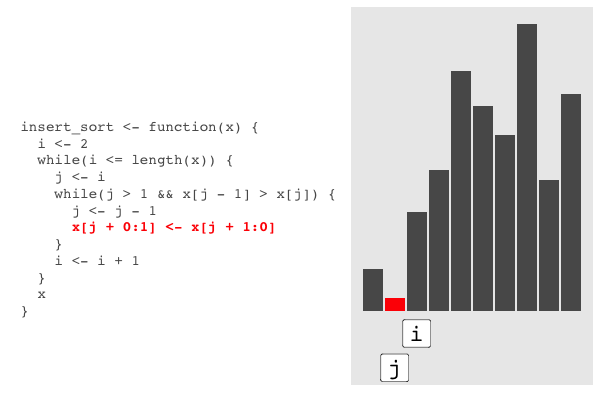 insert_sort <- function(x) {
  i <- 2
  while(i <= length(x)) {
    j <- i
    while(j > 1 && x[j - 1] > x[j]) {
      j <- j - 1
      x[j + 0:1] <- x[j + 1:0]
    }
    i <- i + 1
  }
  x
}
i
j